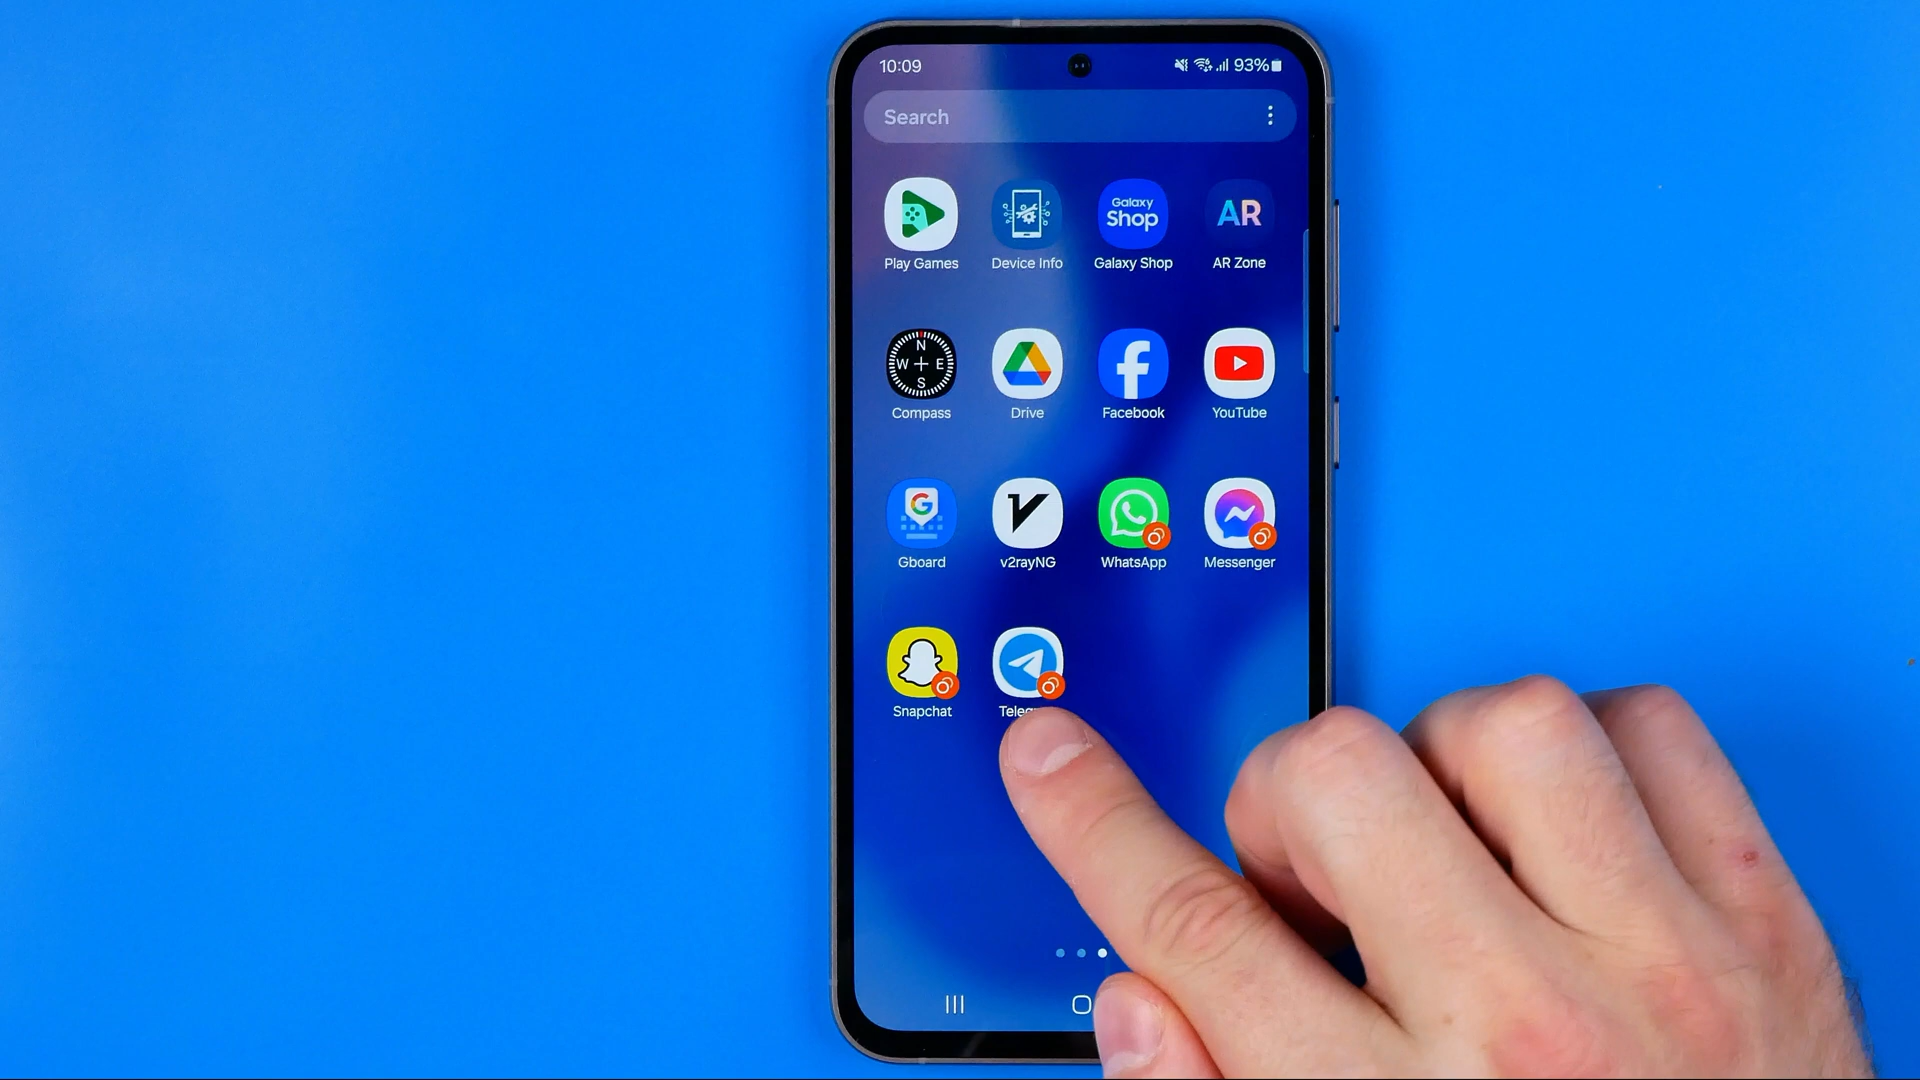 10:09
93%
Search
Galaxy
Shop
AR
Play Games
Device Info
Galaxy Shop
AR Zone
N
W
E
S
Compass
Drive
Facebook
YouTube
G
Gboard
v2rayNG
WhatsApp
Messenger
Snapchat
Teleg